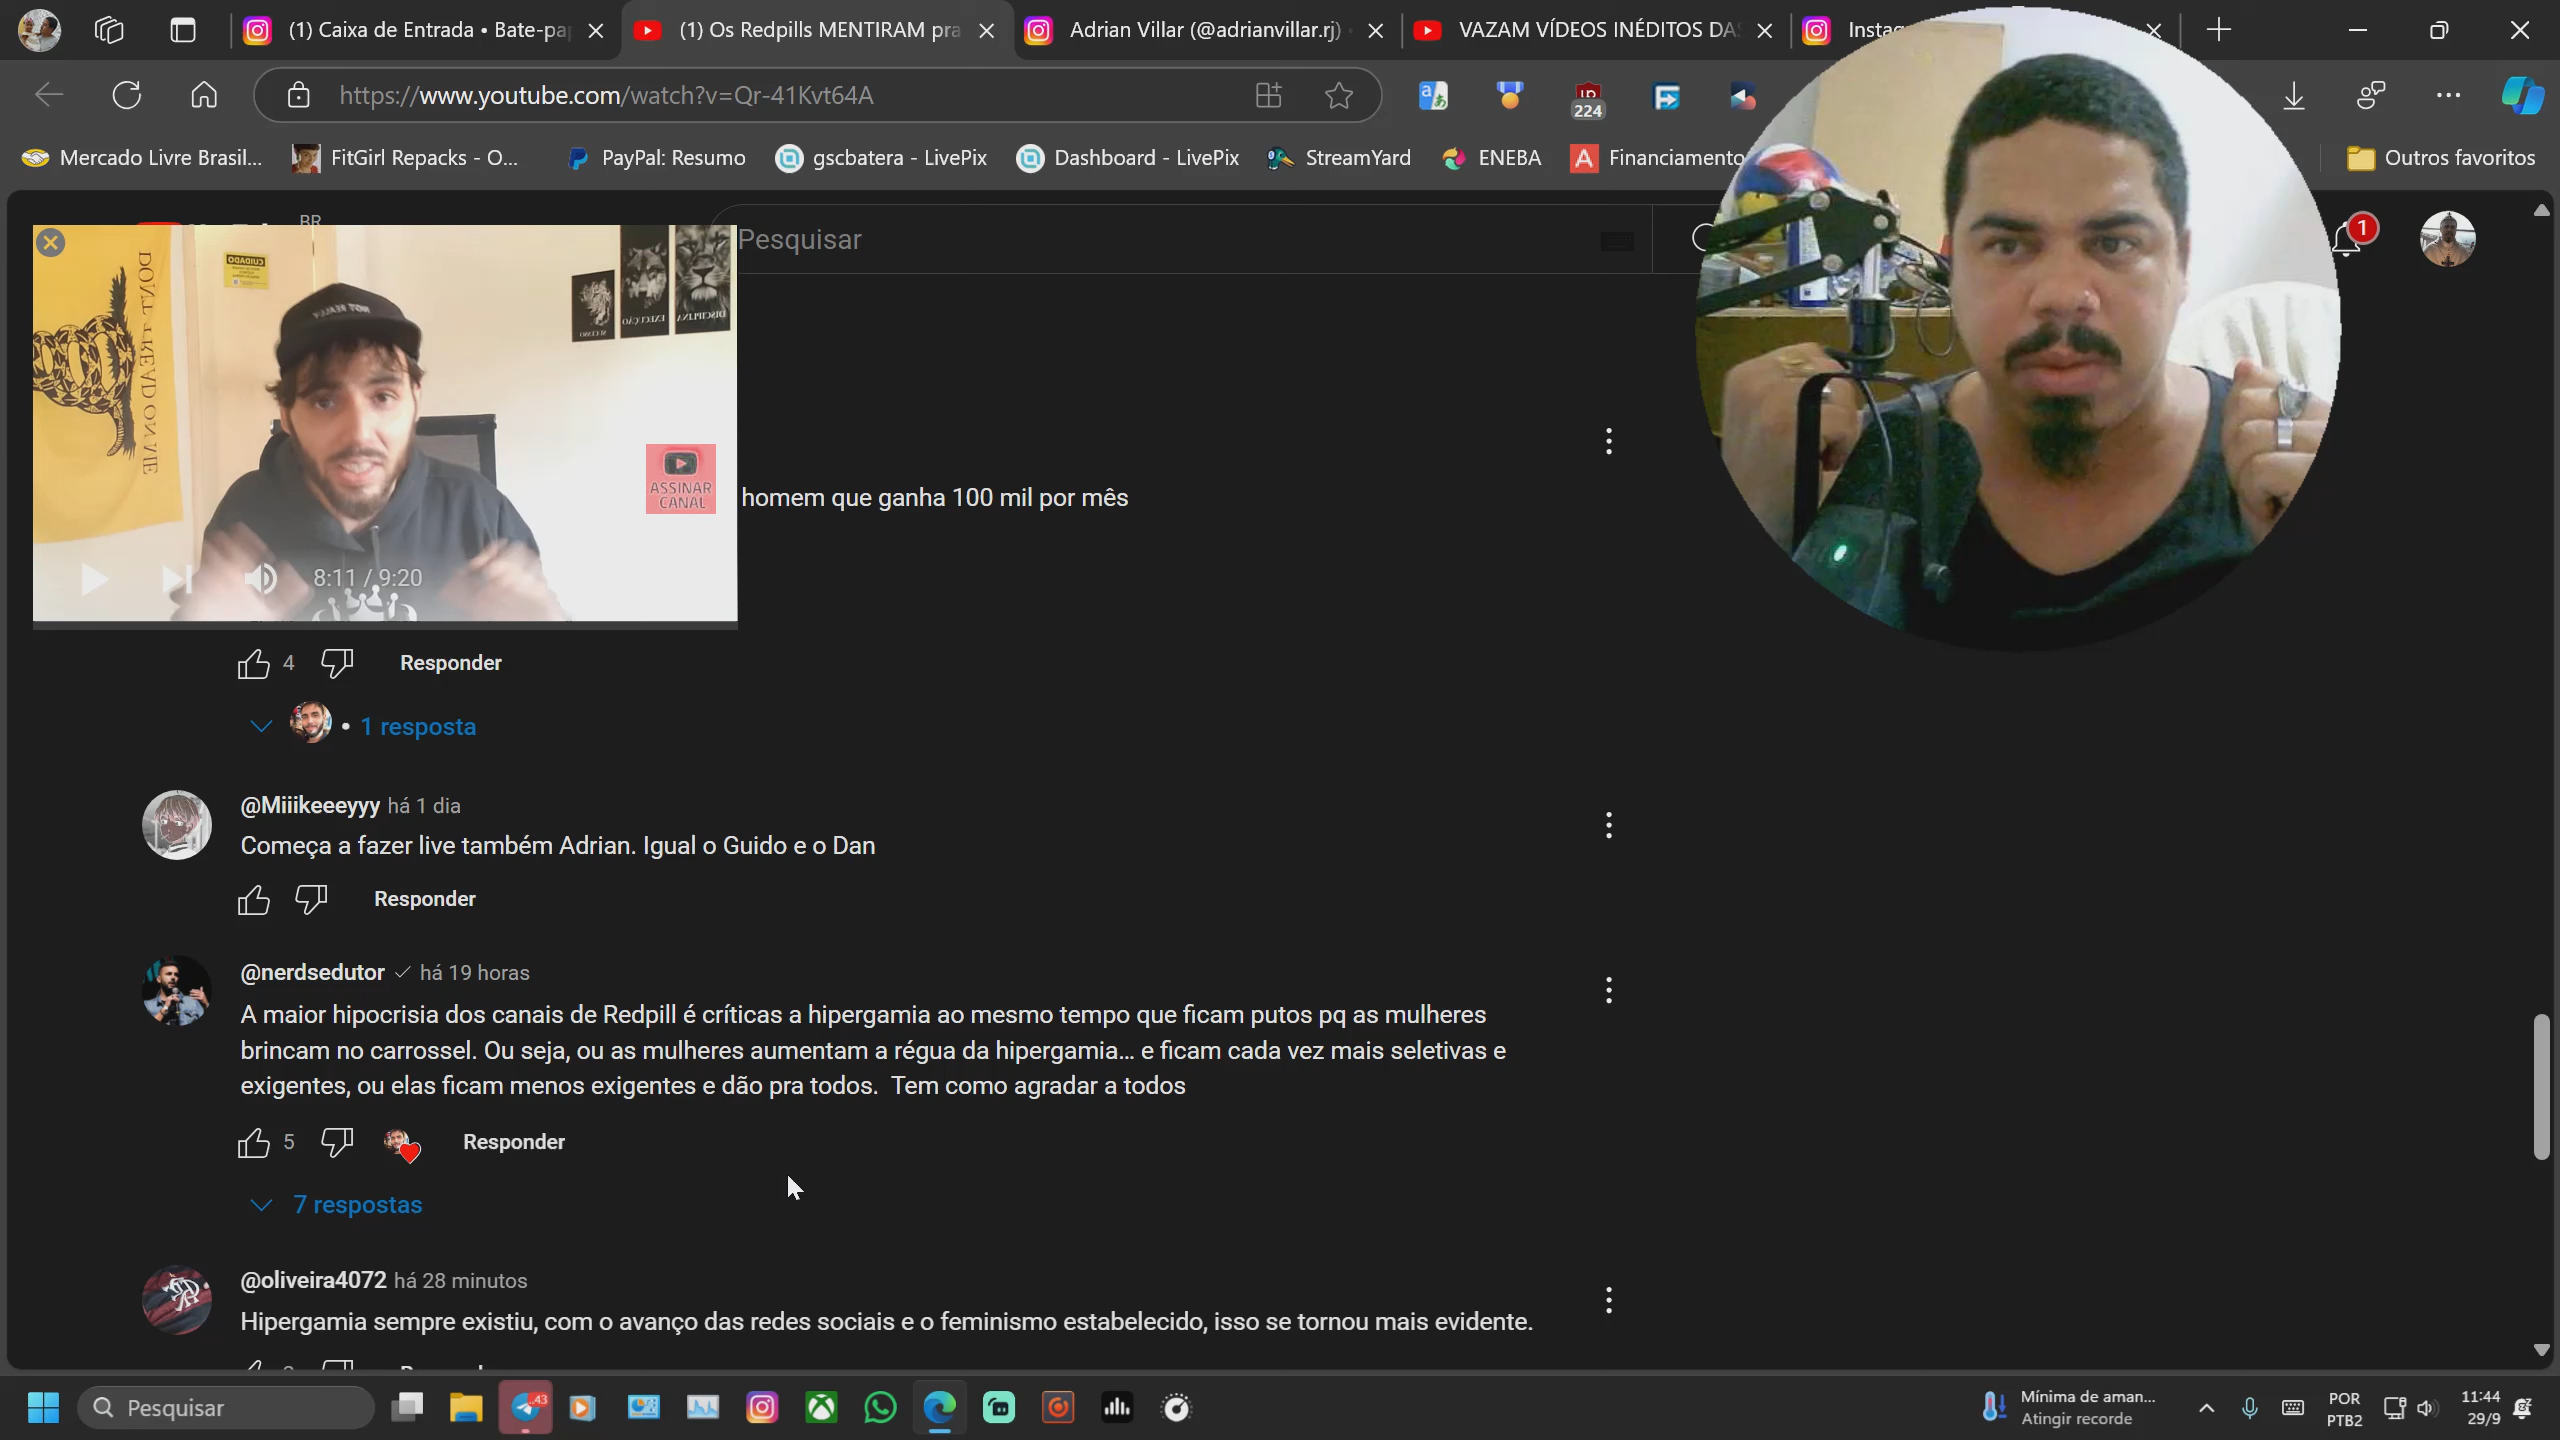 (1) Caixa de Entrada • Bate-pap
(1) Os Redpills MENTIRAM pra
Adrian Villar (@adrianvillar.rj)
VAZAM VÍDEOS INÉDITOS DA
https://www.youtube.com/watch?v=Qr-41Kvt64A
224
Mercado Livre Brasil...
FitGirl Repacks - O...
PayPal: Resumo
gscbatera - LivePix
Dashboard - LivePix
StreamYard
ENEBA
Financiamento
Outros favoritos
BR
Pesquisar
1
CUIDADO
DISCIPLINA
EXECUÇÃO
ASSINAR
CANAL
8:11 / 9:20
homem que ganha 100 mil por mês
4
Responder
• 1 resposta
@Miiikeeeyyy há 1 dia
Começa a fazer live também Adrian. Igual o Guido e o Dan
Responder
@nerdsedutor há 19 horas
A maior hipocrisia dos canais de Redpill é críticas a hipergamia ao mesmo tempo que ficam putos pq as mulheres
brincam no carrossel. Ou seja, ou as mulheres aumentam a régua da hipergamia... e ficam cada vez mais seletivas e
exigentes, ou elas ficam menos exigentes e dão pra todos. Tem como agradar a todos
5
Responder
7 respostas
@oliveira4072 há 28 minutos
Hipergamia sempre existiu, com o avanço das redes sociais e o feminismo estabelecido, isso se tornou mais evidente.
Pesquisar
43
Mínima de aman...
Atingir recorde
POR
PTB2
11:44
29/9